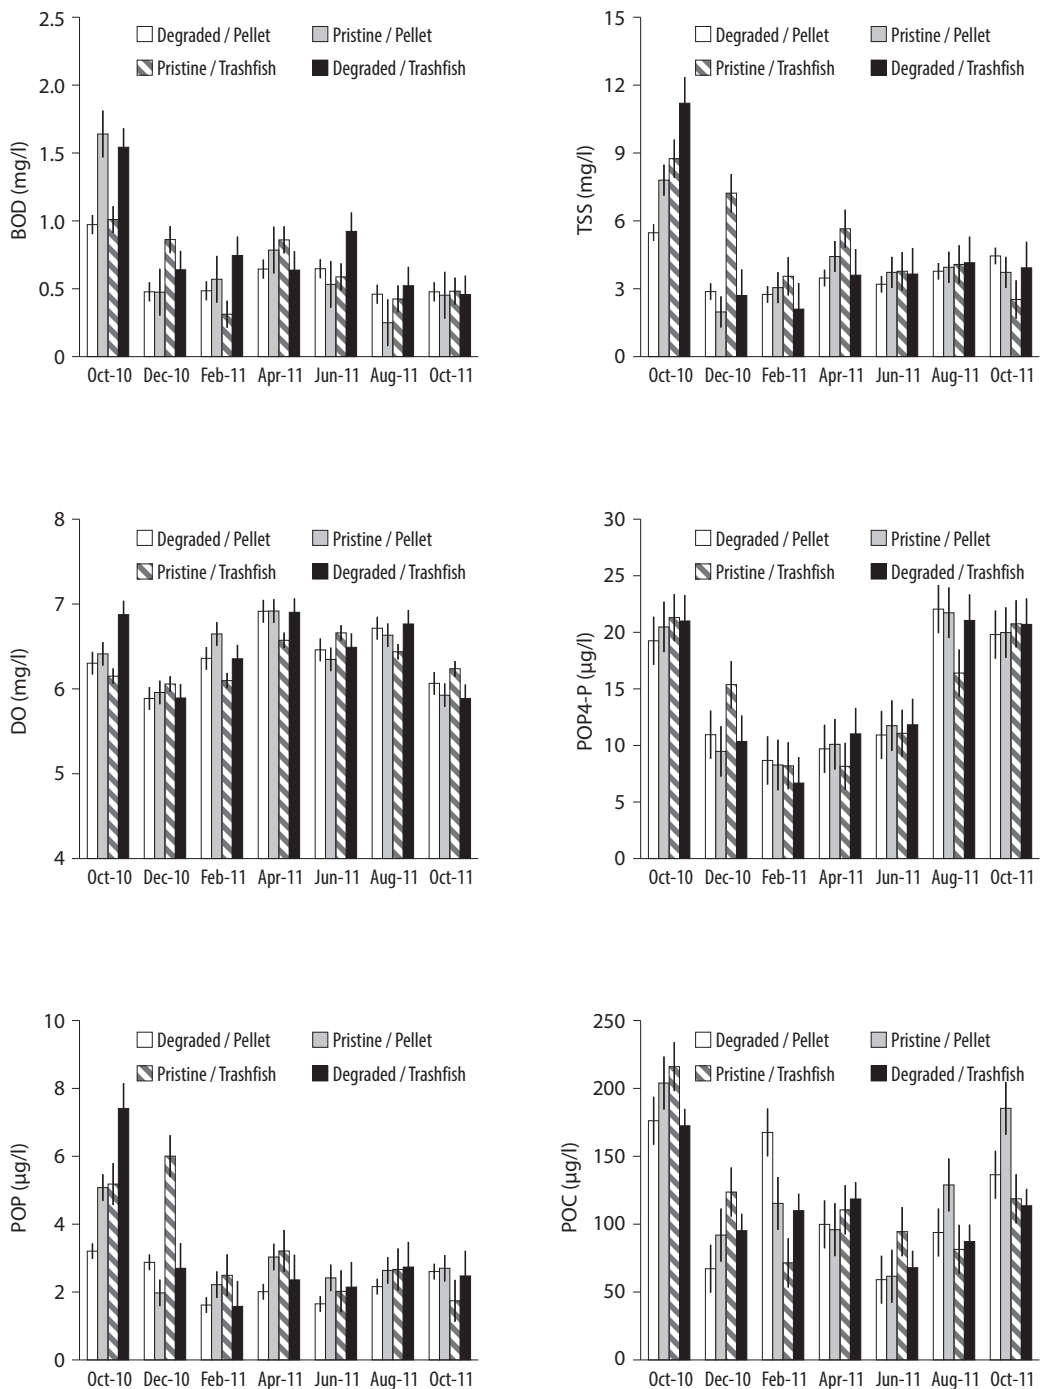 2.5
2.0
1.5
1.0
0.5
0
BOD (mg/l)
Degraded / Pellet
Pristine / Pellet
Pristine / Trashfish
Degraded / Trashfish
Oct-10 Dec-10 Feb-11 Apr-11 Jun-11 Aug-11 Oct-11
15
12
9
6
3
0
TSS (mg/l)
Degraded / Pellet
Pristine / Pellet
Pristine / Trashfish
Degraded / Trashfish
Oct-10 Dec-10 Feb-11 Apr-11 Jun-11 Aug-11 Oct-11
8
7
6
5
4
DO (mg/l)
Degraded / Pellet
Pristine / Pellet
Pristine / Trashfish
Degraded / Trashfish
Oct-10 Dec-10 Feb-11 Apr-11 Jun-11 Aug-11 Oct-11
30
25
20
15
10
5
0
POP4-P (µg/l)
Degraded / Pellet
Pristine / Pellet
Pristine / Trashfish
Degraded / Trashfish
Oct-10 Dec-10 Feb-11 Apr-11 Jun-11 Aug-11 Oct-11
10
8
6
4
2
0
POP (µg/l)
Degraded / Pellet
Pristine / Pellet
Pristine / Trashfish
Degraded / Trashfish
Oct-10 Dec-10 Feb-11 Apr-11 Jun-11 Aug-11 Oct-11
250
200
150
100
50
0
POC (µg/l)
Degraded / Pellet
Pristine / Pellet
Pristine / Trashfish
Degraded / Trashfish
Oct-10 Dec-10 Feb-11 Apr-11 Jun-11 Aug-11 Oct-11